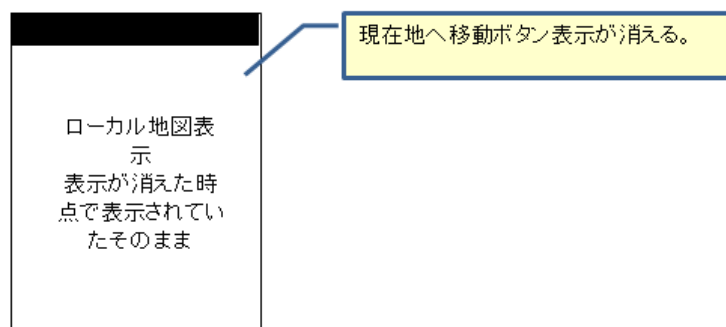 現在地へ移動ボタン表示が消える。
ローカル地図表
示
表示が消えた時
点で表示されてい
たそのまま